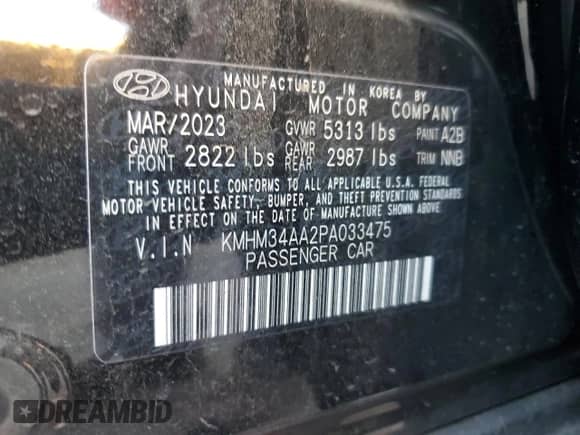 MANUFACTURED IN KOREA BY
HYUNDAI MOTOR COMPANY
MAR/2023 GVWR 5313 lbs PAINT A2B
GAWR FRONT 2822 lbs GAWR REAR 2987 lbs TRIM NNB
THIS VEHICLE CONFORMS TO ALL APPLICABLE U.S.A. FEDERAL
MOTOR VEHICLE SAFETY, BUMPER, AND THEFT PREVENTION STANDARDS
IN EFFECT ON THE DATE OF MANUFACTURE SHOWN ABOVE.
V.I.N KMHM34AA2PA033475
PASSENGER CAR
DREAMBID